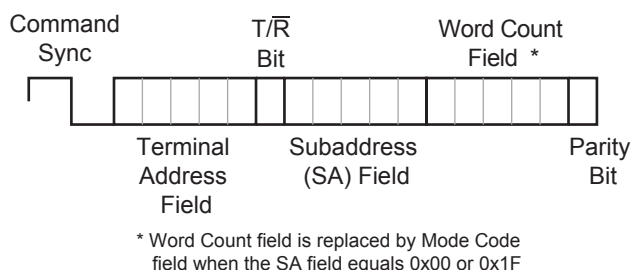 Command
Sync
T/R̅
Bit
Word Count
Field *
Terminal
Address
Field
Subaddress
(SA) Field
Parity
Bit
* Word Count field is replaced by Mode Code
field when the SA field equals 0x00 or 0x1F